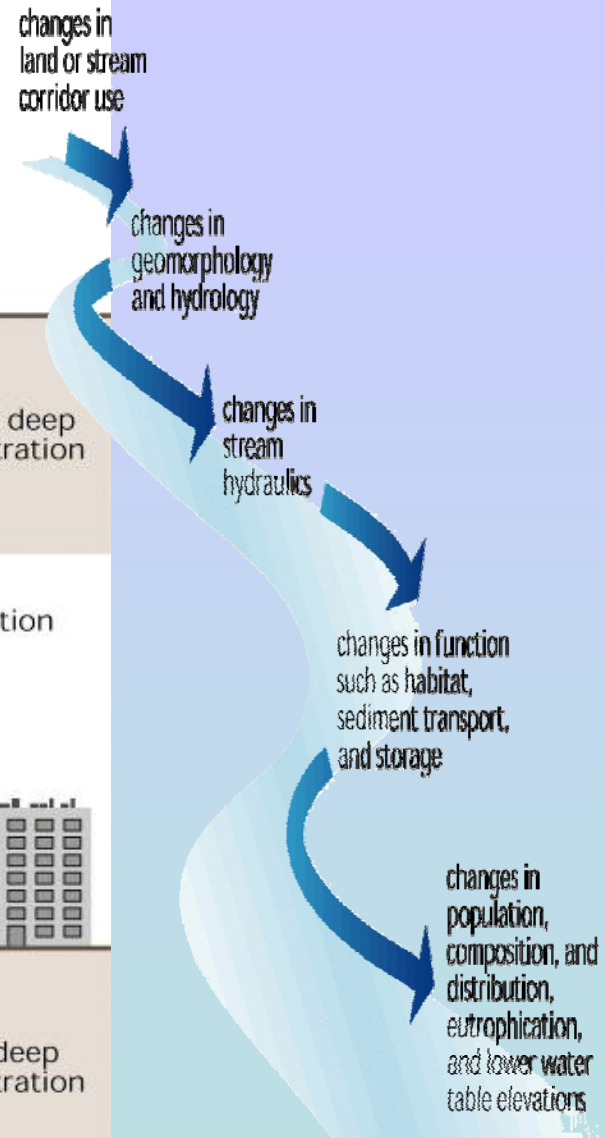 changes in
land or stream
corridor use
changes in
geomorphology
and hydrology
changes in
stream
hydraulics
deep
tration
tion
changes in function
such as habitat,
sediment transport,
and storage
changes in
population,
composition, and
distribution,
eutrophication,
and lower water
table elevations
deep
tration